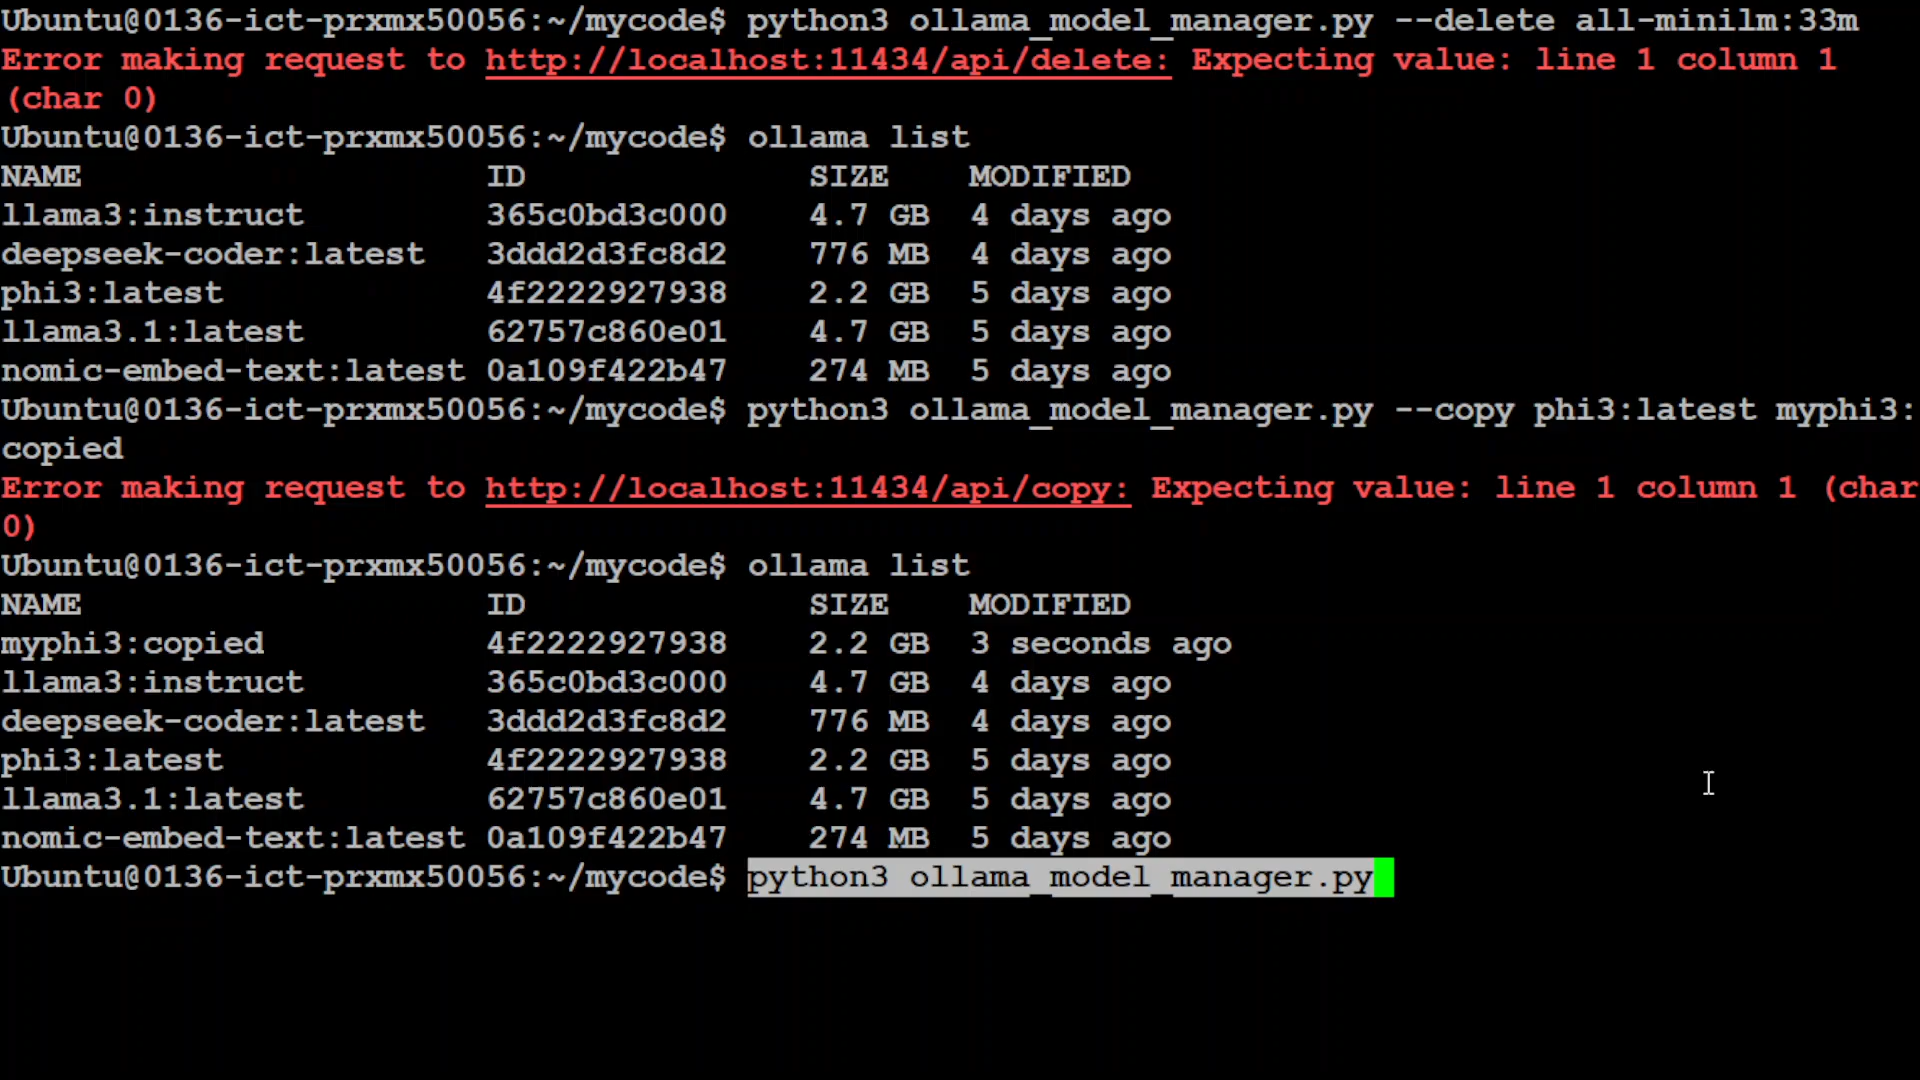 Ubuntu@0136-ict-prxmx50056:~/mycode$ python3 ollama_model_manager.py --delete all-minilm:33m
Error making request to http://localhost:11434/api/delete: Expecting value: line 1 column 1
(char 0)
Ubuntu@0136-ict-prxmx50056:~/mycode$ ollama list
NAME ID SIZE MODIFIED
llama3:instruct 365c0bd3c000 4.7 GB 4 days ago
deepseek-coder:latest 3ddd2d3fc8d2 776 MB 4 days ago
phi3:latest 4f2222927938 2.2 GB 5 days ago
llama3.1:latest 62757c860e01 4.7 GB 5 days ago
nomic-embed-text:latest 0a109f422b47 274 MB 5 days ago
Ubuntu@0136-ict-prxmx50056:~/mycode$ python3 ollama_model_manager.py --copy phi3:latest myphi3:
copied
Error making request to http://localhost:11434/api/copy: Expecting value: line 1 column 1 (char
0)
Ubuntu@0136-ict-prxmx50056:~/mycode$ ollama list
NAME ID SIZE MODIFIED
myphi3:copied 4f2222927938 2.2 GB 3 seconds ago
llama3:instruct 365c0bd3c000 4.7 GB 4 days ago
deepseek-coder:latest 3ddd2d3fc8d2 776 MB 4 days ago
phi3:latest 4f2222927938 2.2 GB 5 days ago
llama3.1:latest 62757c860e01 4.7 GB 5 days ago
nomic-embed-text:latest 0a109f422b47 274 MB 5 days ago
Ubuntu@0136-ict-prxmx50056:~/mycode$ python3 ollama_model_manager.py